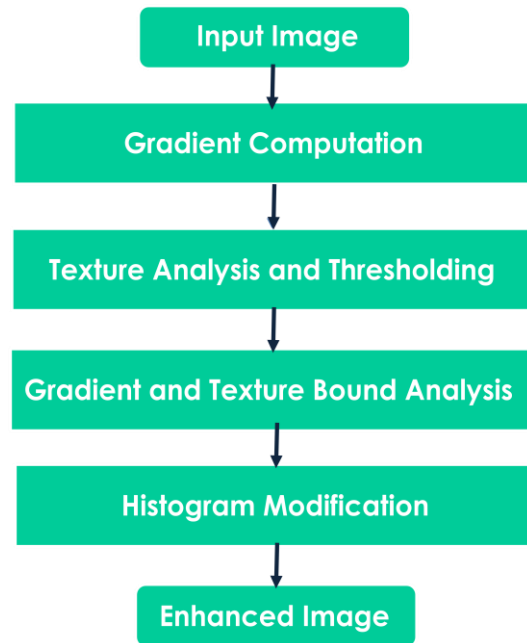 Input Image
Gradient Computation
Texture Analysis and Thresholding
Gradient and Texture Bound Analysis
Histogram Modification
Enhanced Image